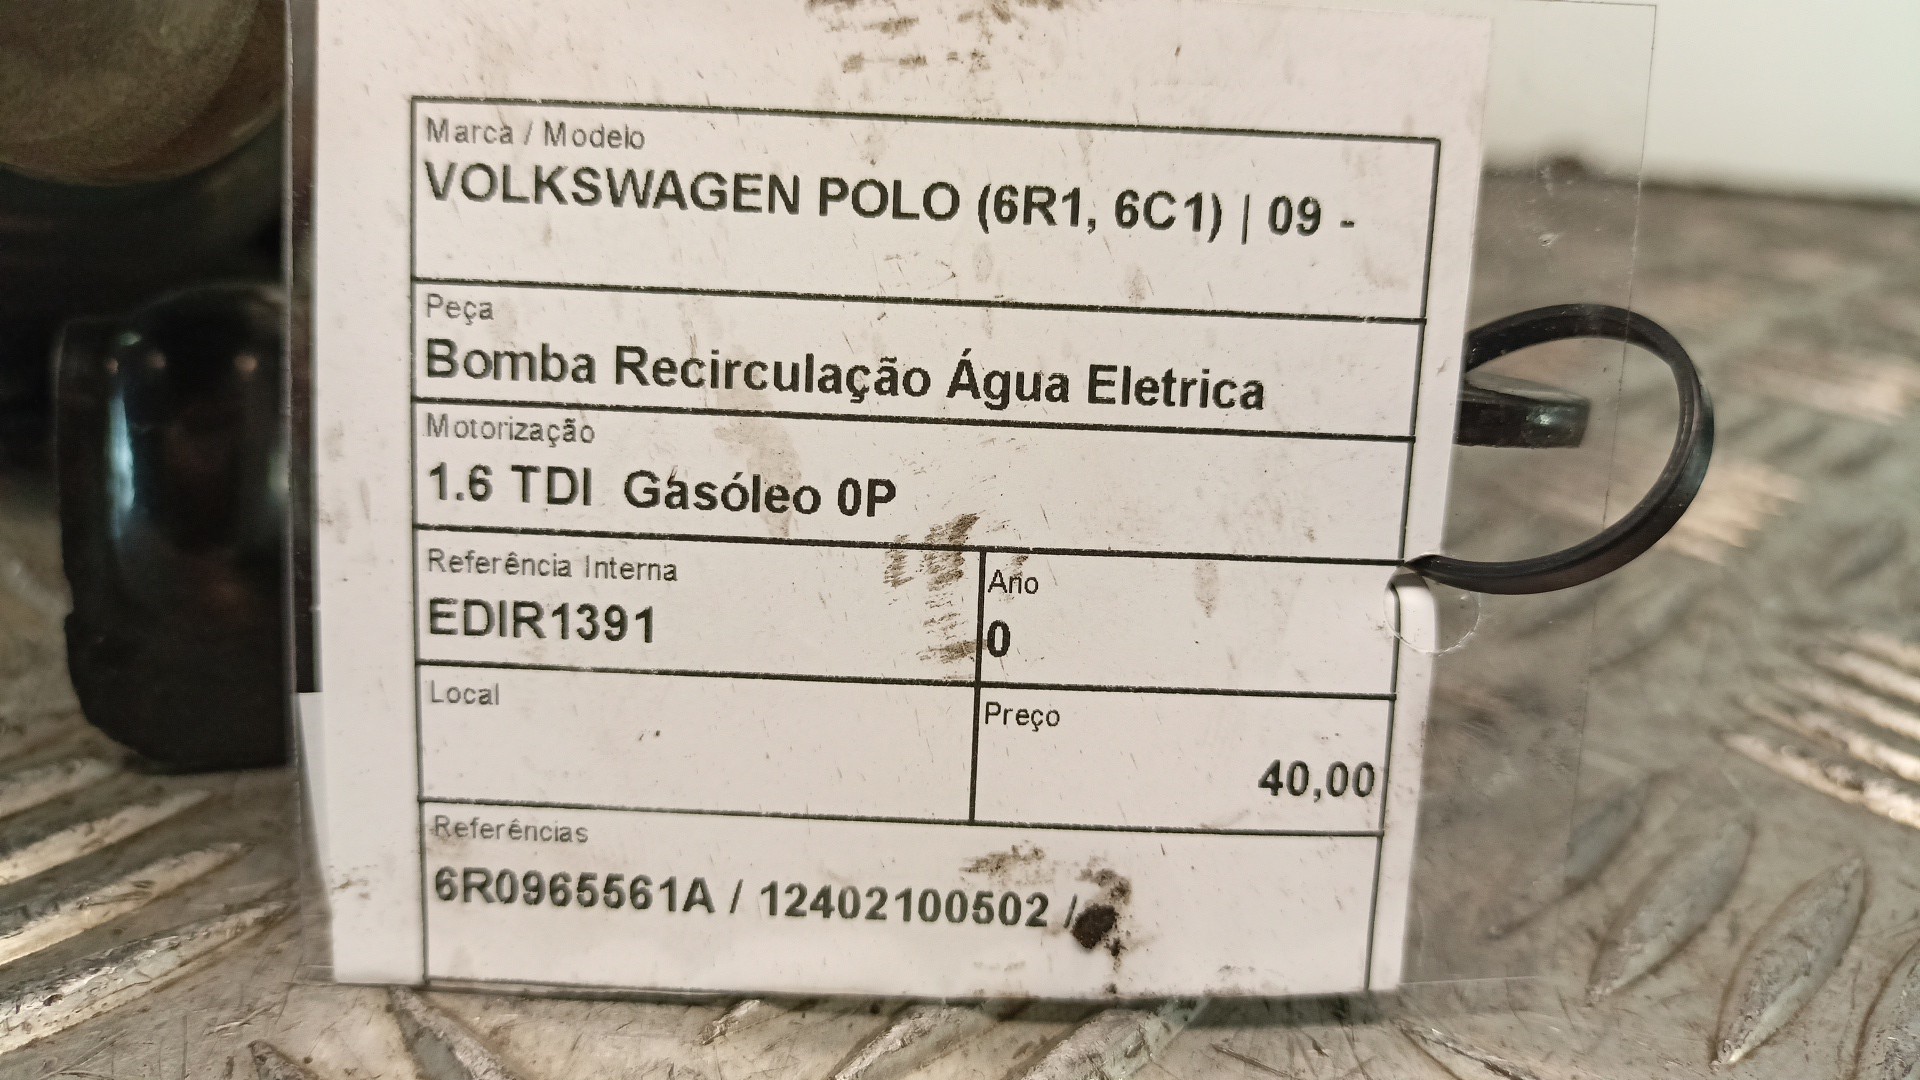 Marca / Modelo
VOLKSWAGEN POLO (6R1, 6C1) | 09 -
Peça
Bomba Recirculação Água Eletrica
Motorização
1.6 TDI Gasóleo 0P
Referência Interna
EDIR1391
Ano
0
Local
Preço
40,00
Referências
6R0965561A / 12402100502 /